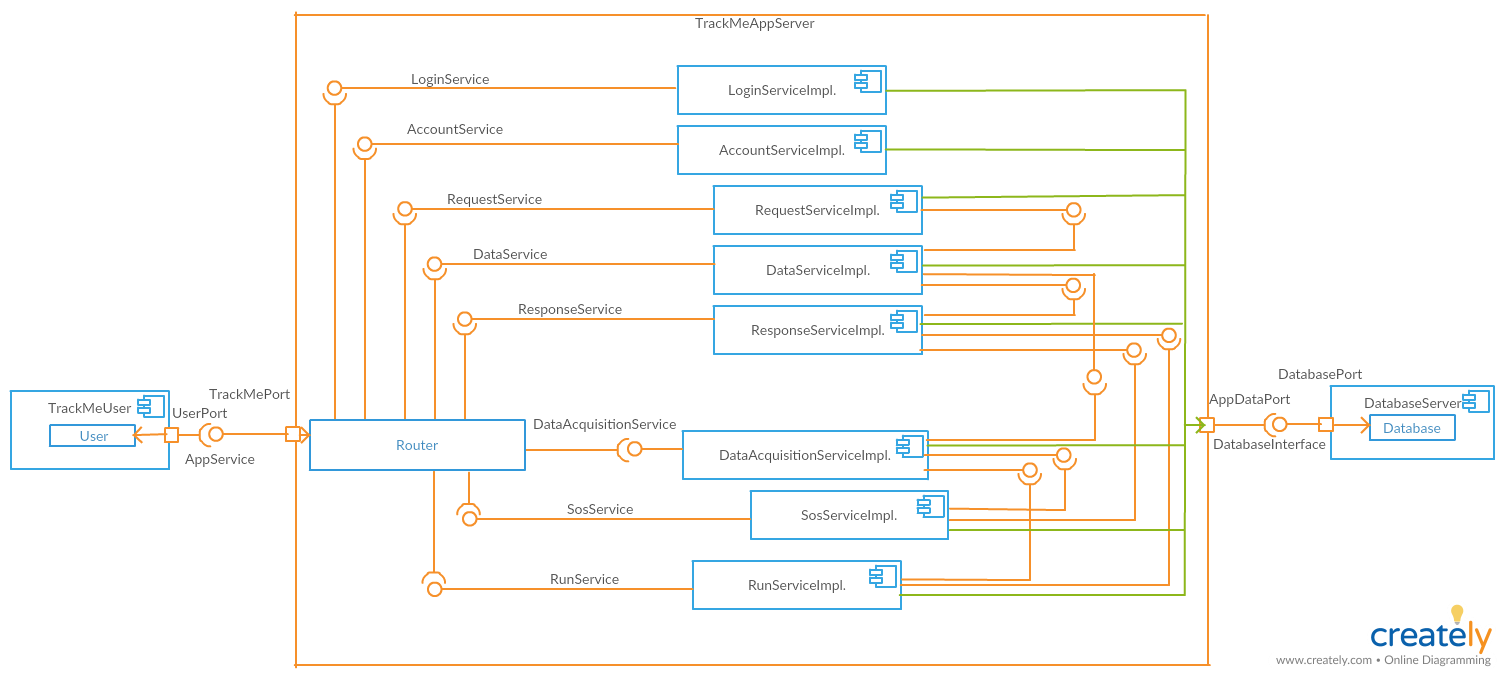 TrackMeAppServer
LoginService
LoginServiceImpl.
AccountService
AccountServiceImpl.
RequestService
RequestServiceImpl.
DataService
DataServiceImpl.
ResponseService
ResponseServiceImpl.
TrackMeUser
User
UserPort
TrackMePort
AppService
Router
DataAcquisitionService
DataAcquisitionServiceImpl.
SosService
SosServiceImpl.
RunService
RunServiceImpl.
AppDataPort
DatabaseInterface
DatabasePort
DatabaseServer
Database
creately
www.creately.com • Online Diagramming